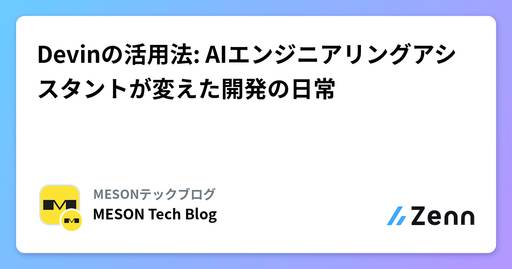 Devinの活用法: AIエンジニアリングアシ
スタントが変えた開発の日常
MESONテックブログ
MESON Tech Blog
Zenn